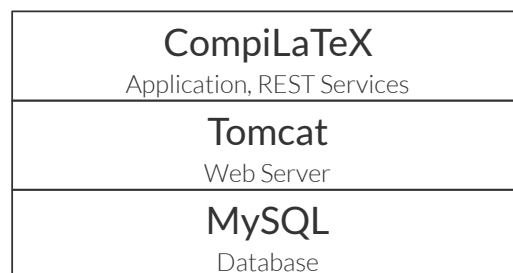 CompiLaTeX
Application, REST Services
Tomcat
Web Server
MySQL
Database